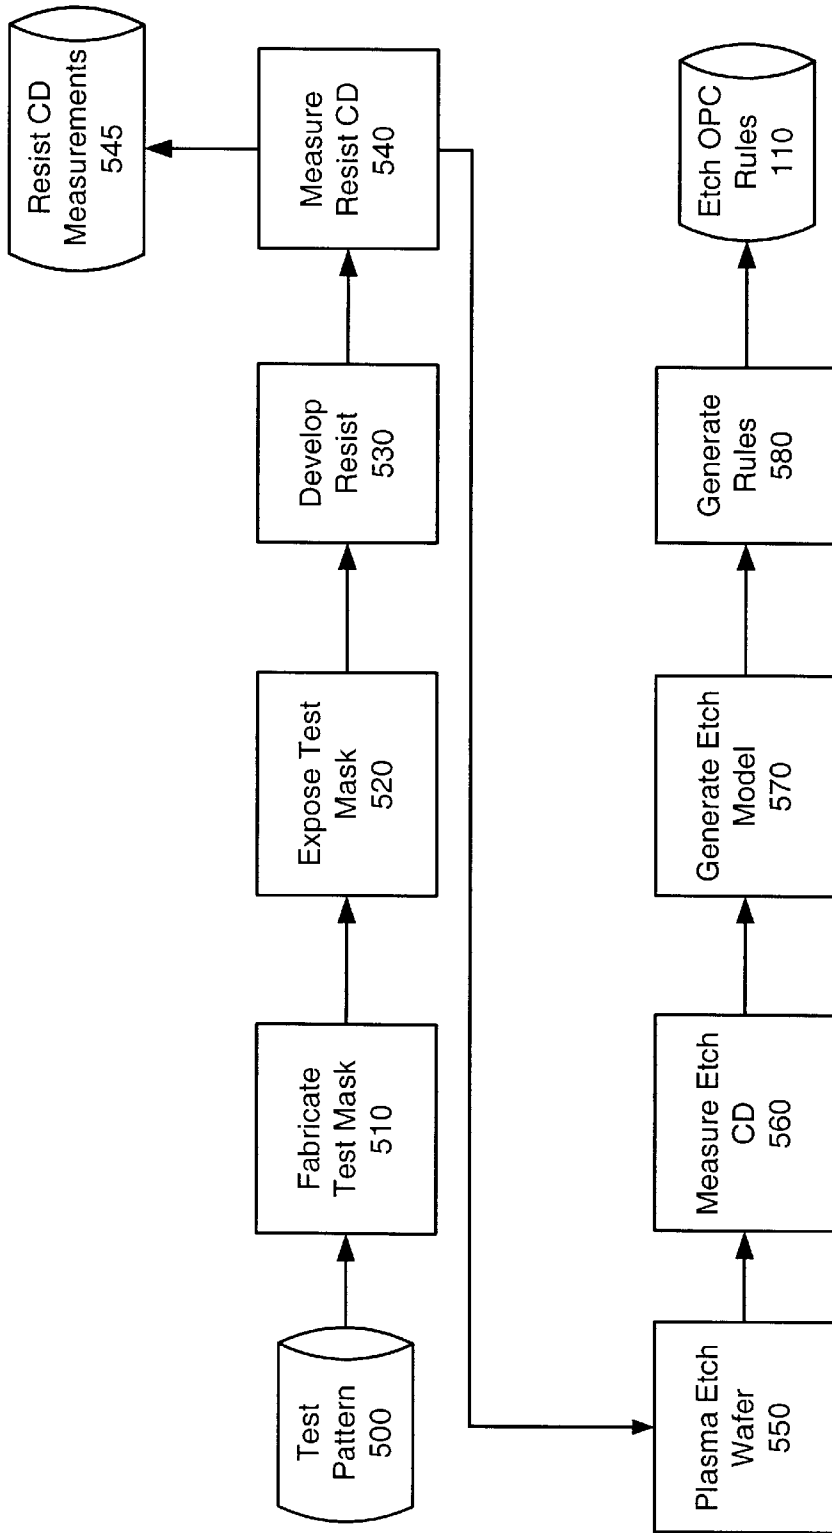 Test
Pattern
500
Fabricate
Test Mask
510
Expose Test
Mask
520
Develop
Resist
530
Measure
Resist CD
540
Resist CD
Measurements
545
Plasma Etch
Wafer
550
Measure Etch
CD
560
Generate Etch
Model
570
Generate
Rules
580
Etch OPC
Rules
110